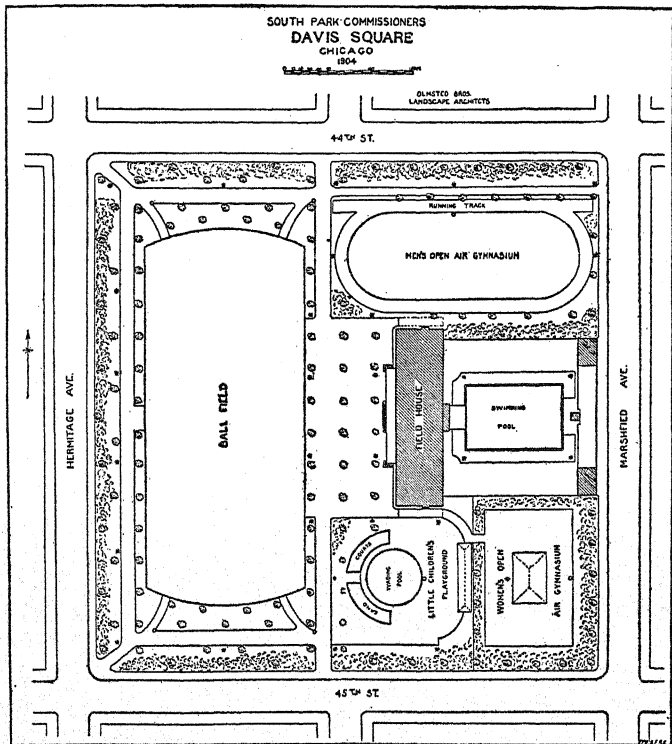 SOUTH PARK COMMISSIONERS
DAVIS SQUARE
CHICAGO
1904
OLMSTED BROS.
LANDSCAPE ARCHITECTS
44TH ST.
RUNNING TRACK
MEN'S OPEN AIR GYMNASIUM
HERMITAGE AVE.
BALL FIELD
FIELD HOUSE
SWIMMING
POOL
MARSHFIELD AVE.
SAND
COURTS
WADING
POOL
LITTLE CHILDREN'S
PLAYGROUND
WOMEN'S OPEN
AIR GYMNASIUM
45TH ST.